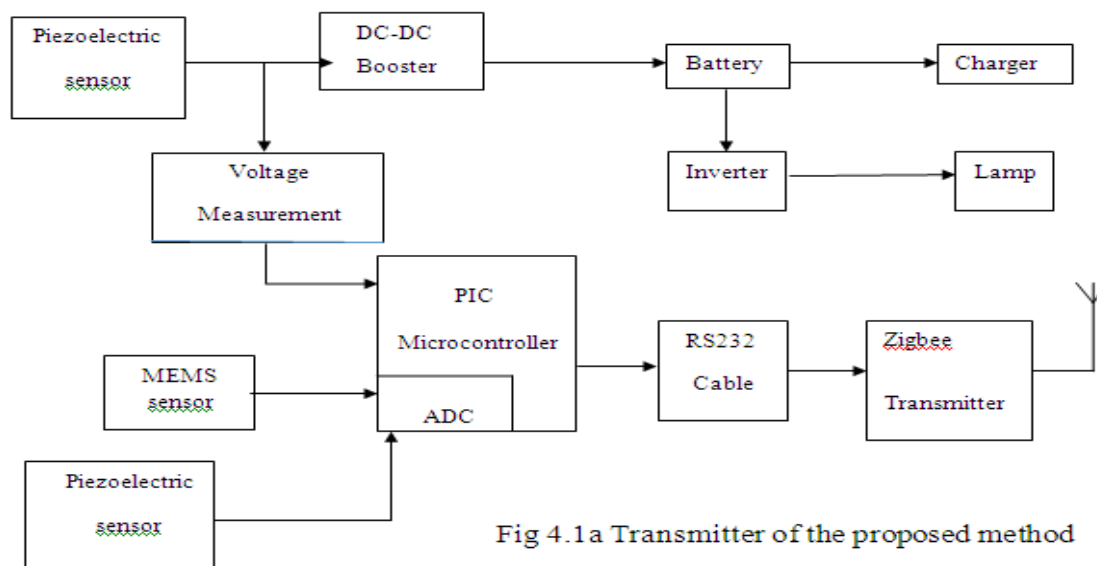 Piezoelectric
sensor
DC-DC
Booster
Battery
Charger
Voltage
Measurement
Inverter
Lamp
PIC
Microcontroller
ADC
RS232
Cable
Zigbee
Transmitter
MEMS
sensor
Piezoelectric
sensor
Fig 4.1a Transmitter of the proposed method